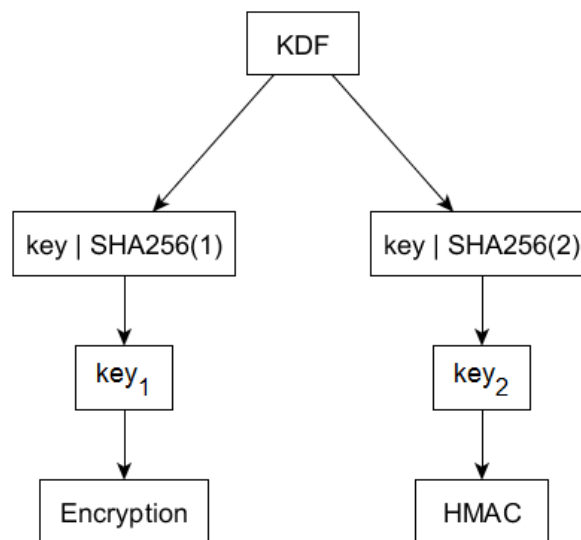 KDF
key | SHA256(1)
key | SHA256(2)
key₁
key₂
Encryption
HMAC